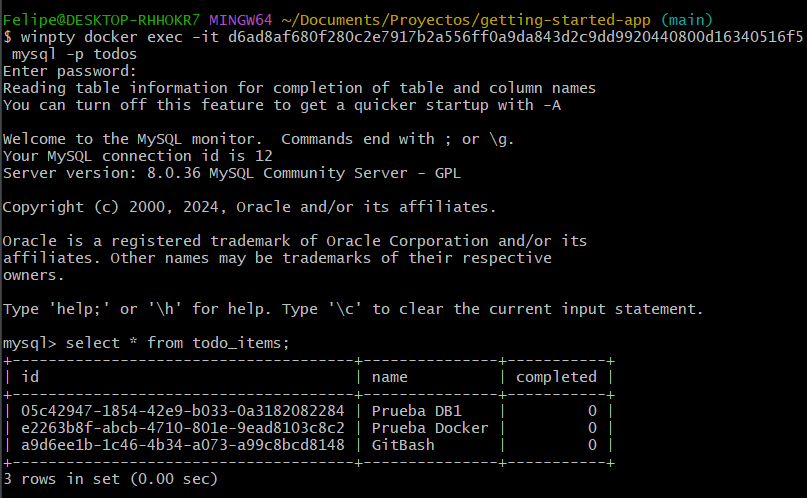 Felipe@DESKTOP-RHHOKR7 MINGW64 ~/Documents/Proyectos/getting-started-app (main)
$ winpty docker exec -it d6ad8af680f280c2e7917b2a556ff0a9da843d2c9dd9920440800d16340516f5
 mysql -p todos
Enter password:
Reading table information for completion of table and column names
You can turn off this feature to get a quicker startup with -A

Welcome to the MySQL monitor.  Commands end with ; or \g.
Your MySQL connection id is 12
Server version: 8.0.36 MySQL Community Server - GPL

Copyright (c) 2000, 2024, Oracle and/or its affiliates.

Oracle is a registered trademark of Oracle Corporation and/or its
affiliates. Other names may be trademarks of their respective
owners.

Type 'help;' or '\h' for help. Type '\c' to clear the current input statement.

mysql> select * from todo_items;
+--------------------------------------+---------------+-----------+
| id                                   | name          | completed |
+--------------------------------------+---------------+-----------+
| 05c42947-1854-42e9-b033-0a3182082284 | Prueba DB1    |         0 |
| e2263b8f-abcb-4710-801e-9ead8103c8c2 | Prueba Docker |         0 |
| a9d6ee1b-1c46-4b34-a073-a99c8bcd8148 | GitBash       |         0 |
+--------------------------------------+---------------+-----------+
3 rows in set (0.00 sec)